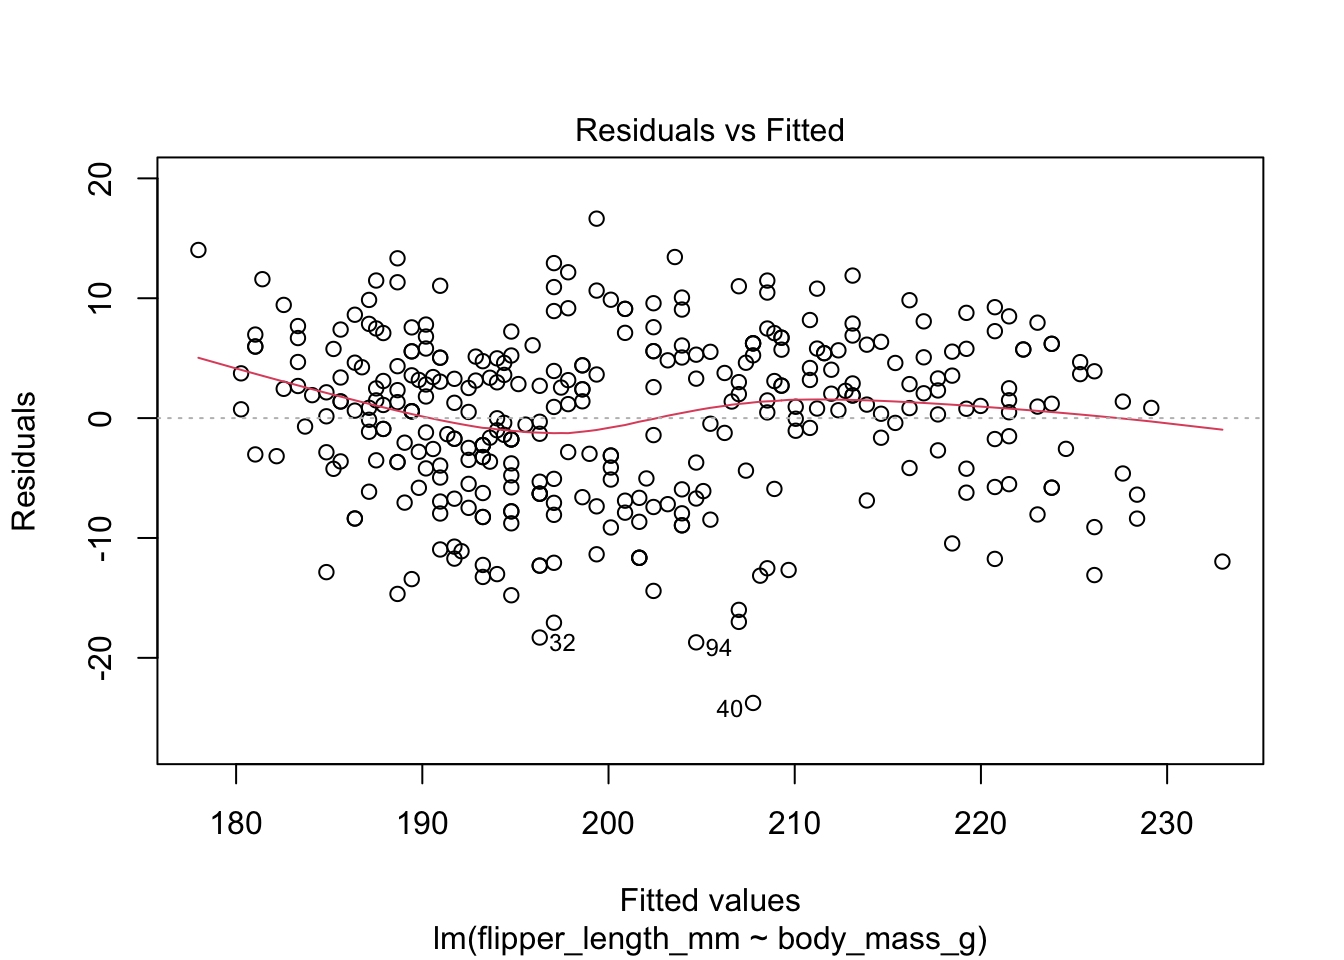 Residuals vs Fitted
Residuals
20
10
0
-10
-20
32
94
40
180 190 200 210 220 230
Fitted values
lm(flipper_length_mm ~ body_mass_g)